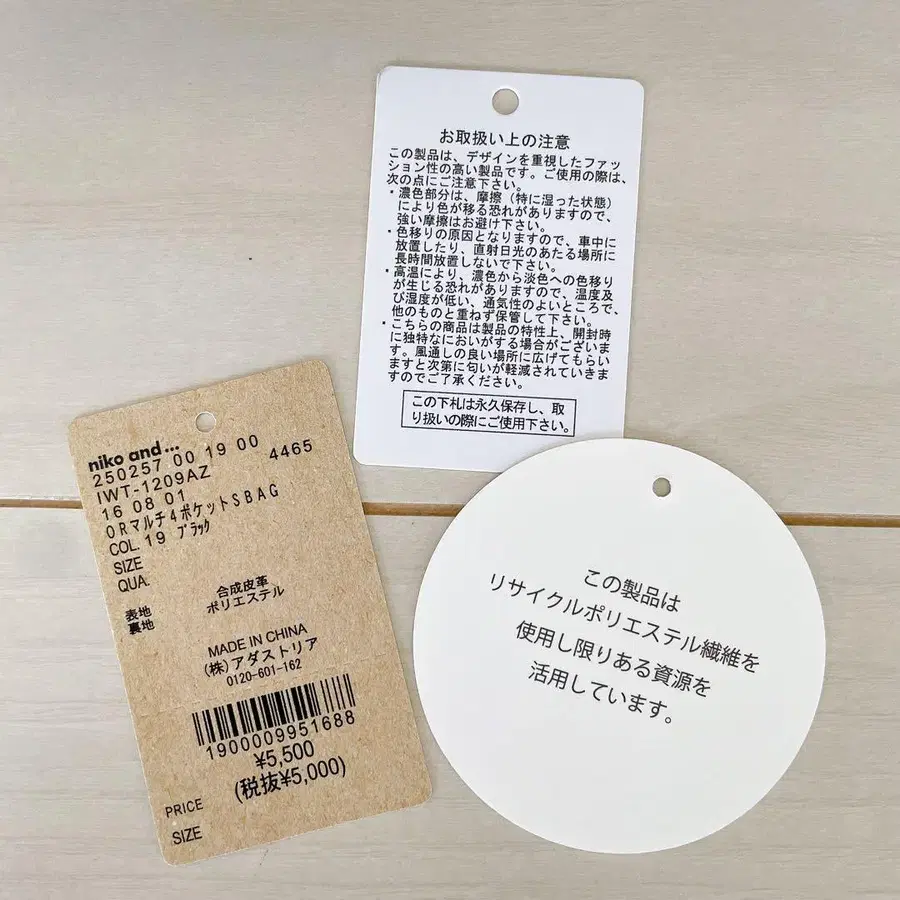 お取扱い上の注意
この製品は、デザインを重視したファッ
ション性の高い製品です。ご使用の際は、
次の点にご注意下さい。
・濃色部分は、摩擦（特に湿った状態）
により色が移る恐れがありますので、
強い摩擦はお避け下さい。
・色移りの原因となりますので、車中に
放置したり、直射日光のあたる場所に
長時間放置しないで下さい。
・高温により、濃色から淡色への色移り
が生じる恐れがありますので、温度及
び湿度が低い、通気性のよいところで、
他のものと重ねず保管して下さい。
・こちらの商品は製品の特性上、開封時
に独特なにおいがする場合がございま
す。風通しの良い場所に広げてもらい
ますと次第に匂いが軽減されていきま
すのでご了承ください。
この下札は永久保存し、取
り扱いの際にご使用下さい。
niko and ...
250257 00 19 00 4465
IWT-1209AZ
16 08 01
ORマルチ4ポケットSBAG
COL. 19 ブラック
SIZE
QUA.
表地 合成皮革
裏地 ポリエステル
MADE IN CHINA
(株)アダストリア
0120-601-162
1900009951688
¥5,500
(税抜¥5,000)
PRICE
SIZE
この製品は
リサイクルポリエステル繊維を
使用し限りある資源を
活用しています。